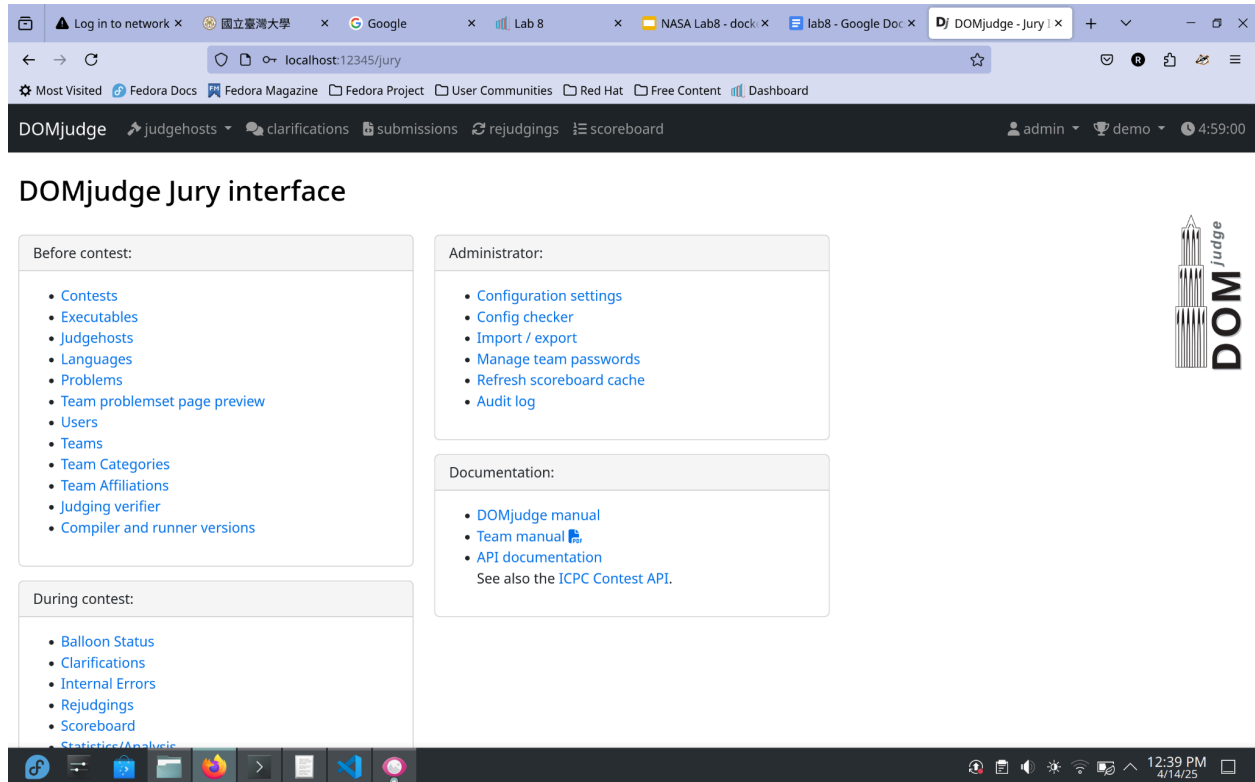 Log in to network
國立臺灣大學
Google
Lab 8
NASA Lab8 - docke
lab8 - Google Doc
DOMjudge - Jury I
localhost:12345/jury
Most Visited Fedora Docs Fedora Magazine Fedora Project User Communities Red Hat Free Content Dashboard
DOMjudge judgehosts clarifications submissions rejudgings scoreboard admin demo 4:59:00
DOMjudge Jury interface
Before contest:
Contests
Executables
Judgehosts
Languages
Problems
Team problemset page preview
Users
Teams
Team Categories
Team Affiliations
Judging verifier
Compiler and runner versions
During contest:
Balloon Status
Clarifications
Internal Errors
Rejudgings
Scoreboard
Statistics/Analysis
Administrator:
Configuration settings
Config checker
Import / export
Manage team passwords
Refresh scoreboard cache
Audit log
Documentation:
DOMjudge manual
Team manual
API documentation
See also the ICPC Contest API.
DOMjudge
12:39 PM
4/14/25